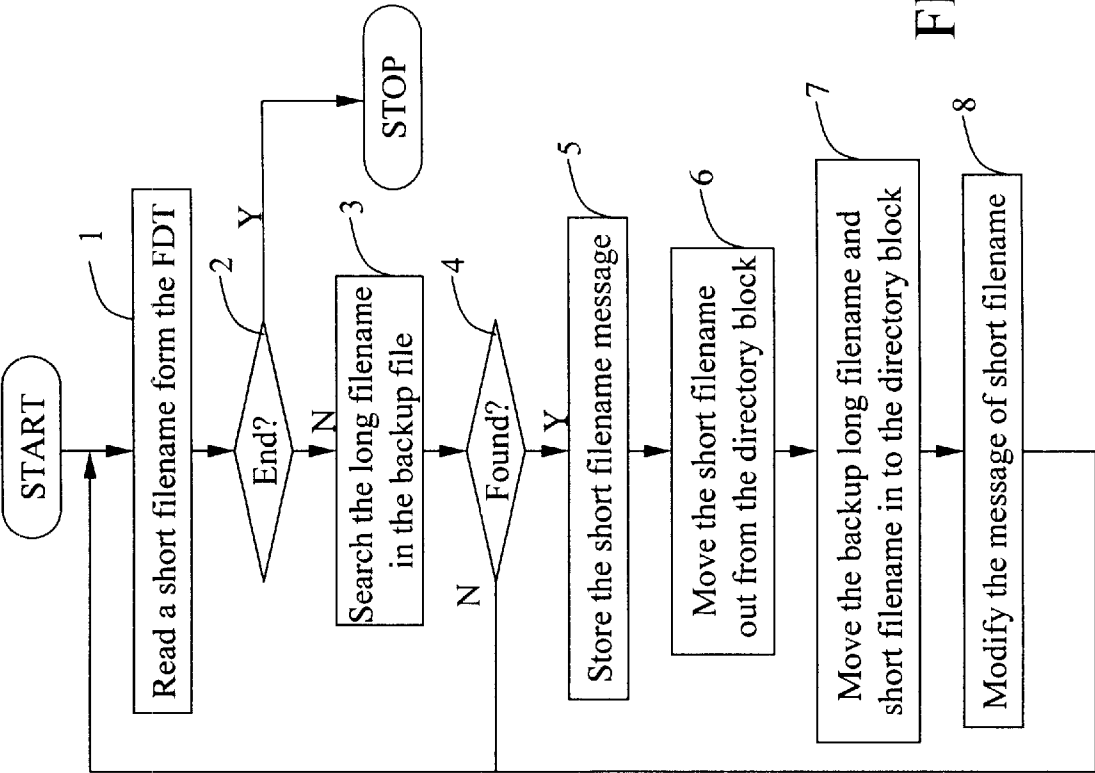 START
1
Read a short filename form the FDT
2
End?
Y
STOP
N
3
Search the long filename
in the backup file
4
Found?
N
Y
5
Store the short filename message
6
Move the short filename
out from the directory block
7
Move the backup long filename and
short filename in to the directory block
8
Modify the message of short filename